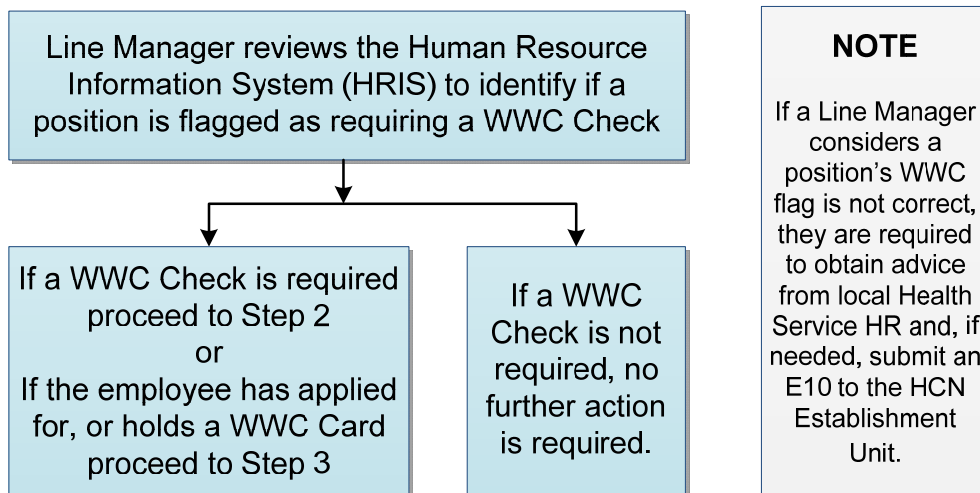 Line Manager reviews the Human Resource
Information System (HRIS) to identify if a
position is flagged as requiring a WWC Check
If a WWC Check is required
proceed to Step 2
or
If the employee has applied
for, or holds a WWC Card
proceed to Step 3
If a WWC
Check is not
required, no
further action
is required.
NOTE
If a Line Manager
considers a
position’s WWC
flag is not correct,
they are required
to obtain advice
from local Health
Service HR and, if
needed, submit an
E10 to the HCN
Establishment
Unit.